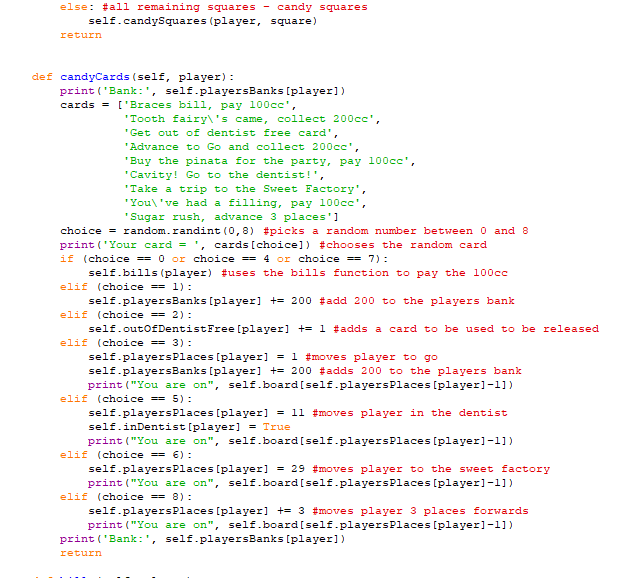 else: #all remaining squares - candy squares
self.candySquares(player, square)
return
def candyCards(self, player):
print('Bank:', self.playersBanks[player])
cards = ['Braces bill, pay 100cc',
'Tooth fairy\'s came, collect 200cc',
'Get out of dentist free card',
'Advance to Go and collect 200cc',
'Buy the pinata for the party, pay 100cc',
'Cavity! Go to the dentist!',
'Take a trip to the Sweet Factory',
'You\'ve had a filling, pay 100cc',
'Sugar rush, advance 3 places']
choice = random.randint(0,8) #picks a random number between 0 and 8
print('Your card = ', cards[choice]) #chooses the random card
if (choice == 0 or choice == 4 or choice == 7):
self.bills(player) #uses the bills function to pay the 100cc
elif (choice == 1):
self.playersBanks[player] += 200 #add 200 to the players bank
elif (choice == 2):
self.outOfDentistFree[player] += 1 #adds a card to be used to be released
elif (choice == 3):
self.playersPlaces[player] = 1 #moves player to go
self.playersBanks[player] += 200 #adds 200 to the players bank
print("You are on", self.board[self.playersPlaces[player]-1])
elif (choice == 5):
self.playersPlaces[player] = 11 #moves player in the dentist
self.inDentist[player] = True
print("You are on", self.board[self.playersPlaces[player]-1])
elif (choice == 6):
self.playersPlaces[player] = 29 #moves player to the sweet factory
print("You are on", self.board[self.playersPlaces[player]-1])
elif (choice == 8):
self.playersPlaces[player] += 3 #moves player 3 places forwards
print("You are on", self.board[self.playersPlaces[player]-1])
print('Bank:', self.playersBanks[player])
return